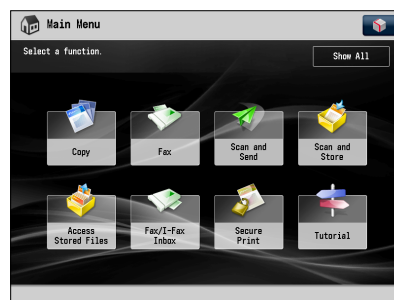 Main Menu
Select a function.
Show All
Copy
Fax
Scan and
Send
Scan and
Store
Access
Stored Files
Fax/I-Fax
Inbox
Secure
Print
Tutorial